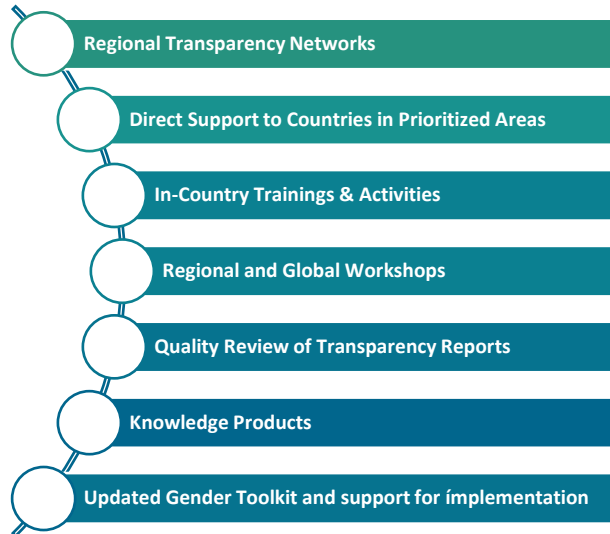 Regional Transparency Networks
Direct Support to Countries in Prioritized Areas
In-Country Trainings & Activities
Regional and Global Workshops
Quality Review of Transparency Reports
Knowledge Products
Updated Gender Toolkit and support for ímplementation